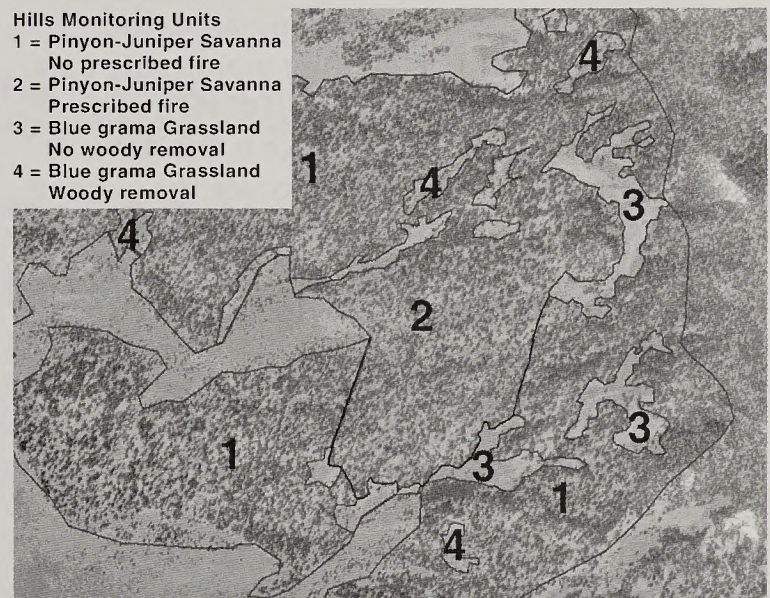 Hills Monitoring Units
1 = Pinyon-Juniper Savanna
No prescribed fire
2 = Pinyon-Juniper Savanna
Prescribed fire
3 = Blue grama Grassland
No woody removal
4 = Blue grama Grassland
Woody removal
4
1
4
3
4
2
3
1
3
1
4